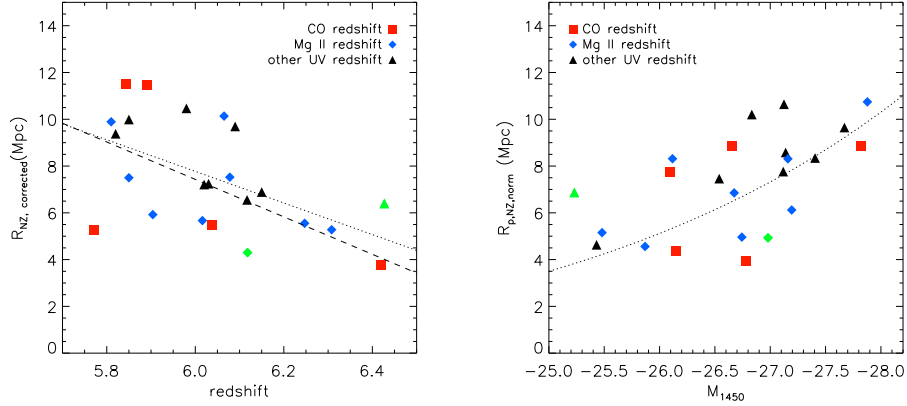 CO redshift
Mg II redshift
other UV redshift
R_NZ, corrected (Mpc)
14
12
10
8
6
4
2
0
5.8 6.0 6.2 6.4
redshift
CO redshift
Mg II redshift
other UV redshift
R_p,NZ,norm (Mpc)
14
12
10
8
6
4
2
0
-25.0 -25.5 -26.0 -26.5 -27.0 -27.5 -28.0
M_1450